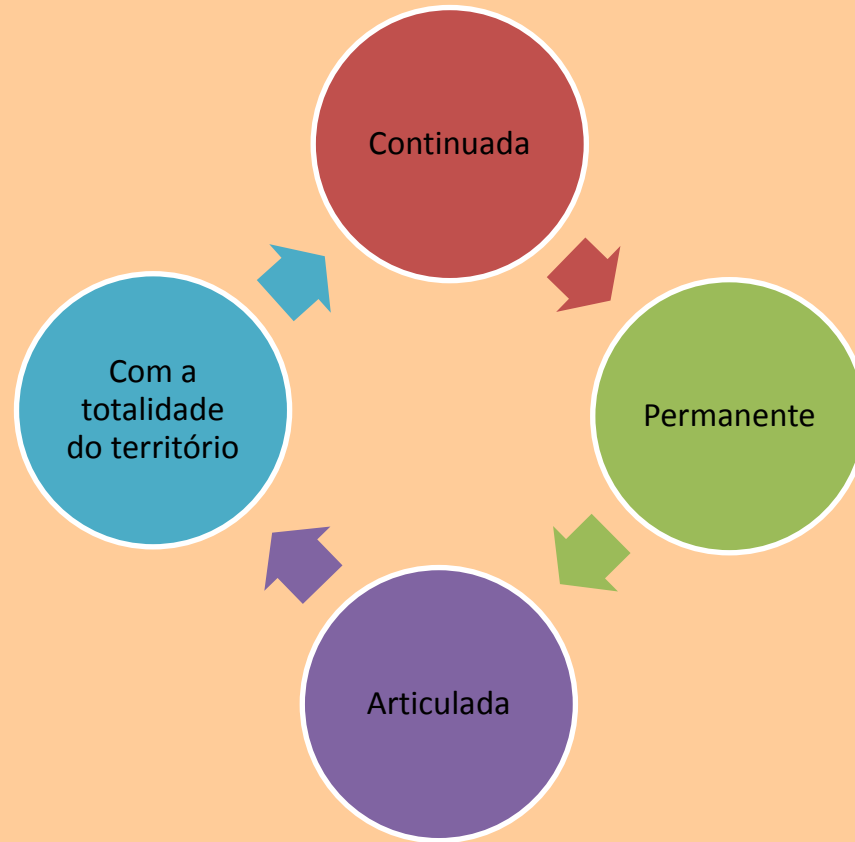 Continuada
Permanente
Articulada
Com a
totalidade
do território